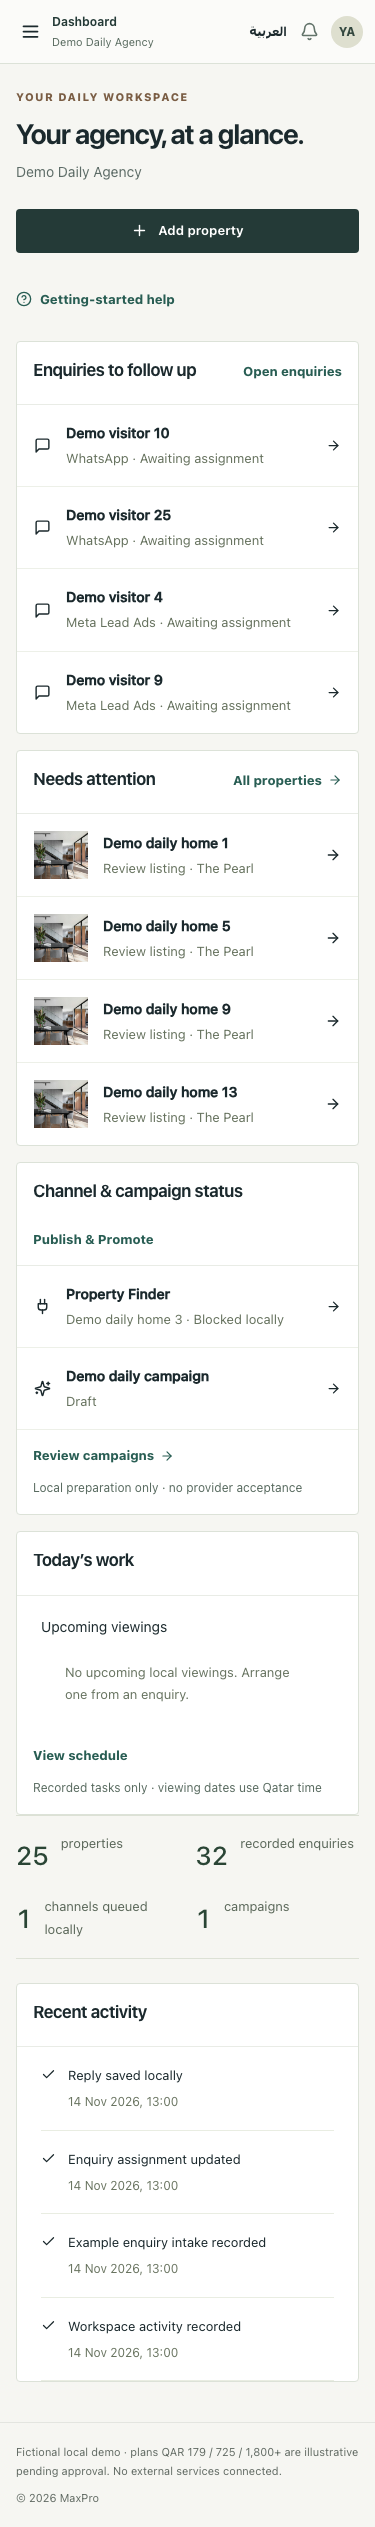 Dashboard
Demo Daily Agency
العربية
YA
YOUR DAILY WORKSPACE
Your agency, at a glance.
Demo Daily Agency
Add property
Getting-started help
Enquiries to follow up
Open enquiries
Demo visitor 10
WhatsApp · Awaiting assignment
Demo visitor 25
WhatsApp · Awaiting assignment
Demo visitor 4
Meta Lead Ads · Awaiting assignment
Demo visitor 9
Meta Lead Ads · Awaiting assignment
Needs attention
All properties
Demo daily home 1
Review listing · The Pearl
Demo daily home 5
Review listing · The Pearl
Demo daily home 9
Review listing · The Pearl
Demo daily home 13
Review listing · The Pearl
Channel & campaign status
Publish & Promote
Property Finder
Demo daily home 3 · Blocked locally
Demo daily campaign
Draft
Review campaigns
Local preparation only · no provider acceptance
Today’s work
Upcoming viewings
No upcoming local viewings. Arrange
one from an enquiry.
View schedule
Recorded tasks only · viewing dates use Qatar time
25 properties
32 recorded enquiries
1 channels queued
locally
1 campaigns
Recent activity
Reply saved locally
14 Nov 2026, 13:00
Enquiry assignment updated
14 Nov 2026, 13:00
Example enquiry intake recorded
14 Nov 2026, 13:00
Workspace activity recorded
14 Nov 2026, 13:00
Fictional local demo · plans QAR 179 / 725 / 1,800+ are illustrative
pending approval. No external services connected.
© 2026 MaxPro